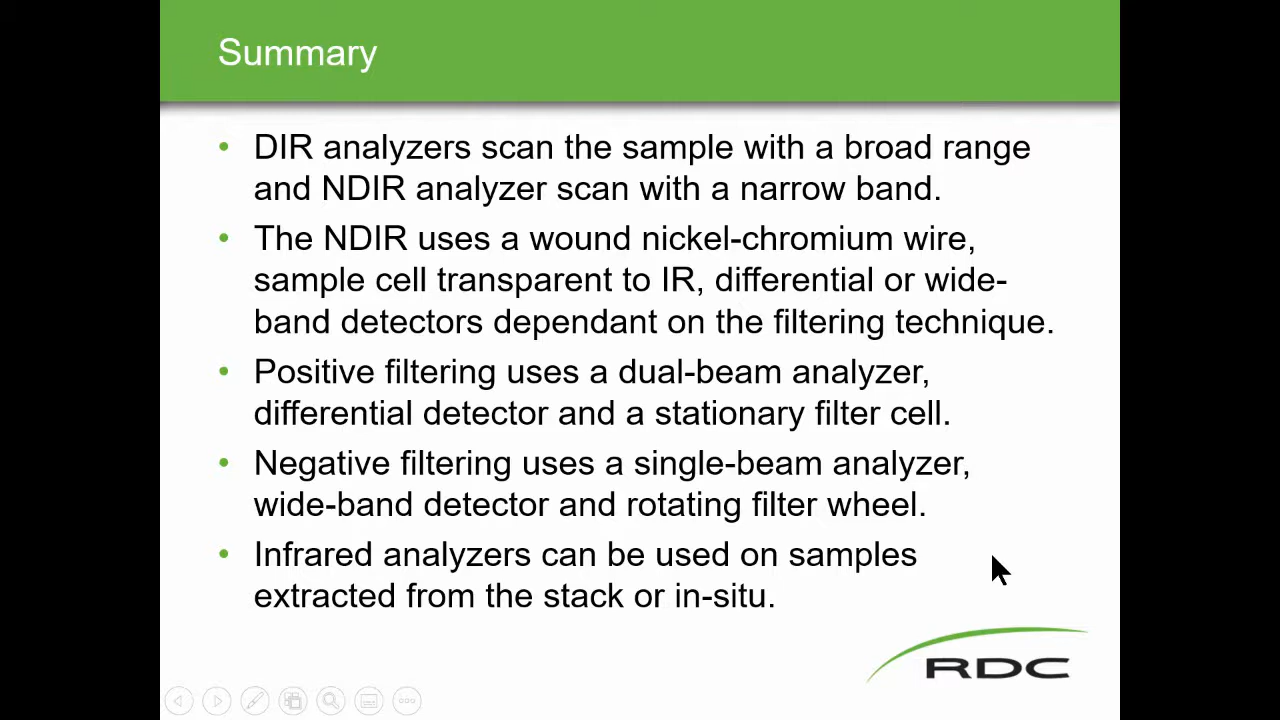 Summary
• DIR analyzers scan the sample with a broad range
and NDIR analyzer scan with a narrow band.
• The NDIR uses a wound nickel-chromium wire,
sample cell transparent to IR, differential or wide-
band detectors dependant on the filtering technique.
• Positive filtering uses a dual-beam analyzer,
differential detector and a stationary filter cell.
• Negative filtering uses a single-beam analyzer,
wide-band detector and rotating filter wheel.
• Infrared analyzers can be used on samples
extracted from the stack or in-situ.
RDC